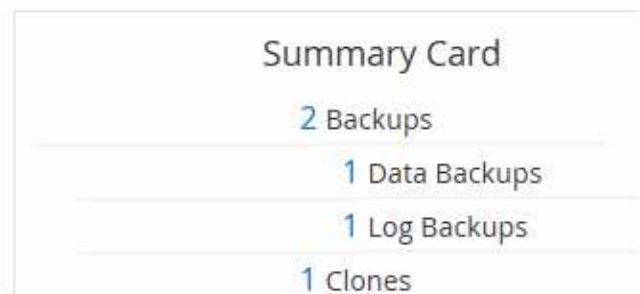 Summary Card
2 Backups
1 Data Backups
1 Log Backups
1 Clones